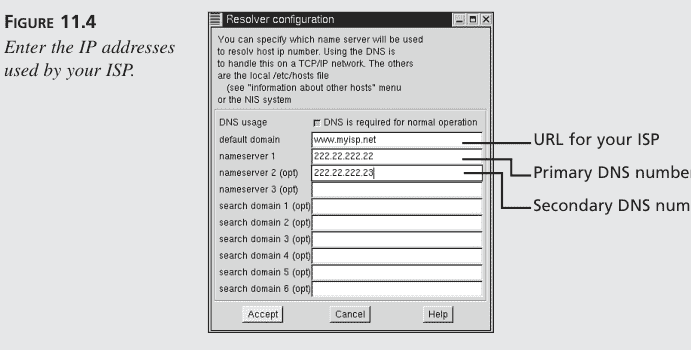 FIGURE 11.4
Enter the IP addresses
used by your ISP.
Resolver configuration
You can specify which name server will be used
to resolv host ip number. Using the DNS is
to handle this on a TCP/IP network. The others
are the local /etc/hosts file
(see "information about other hosts" menu
or the NIS system
DNS usage DNS is required for normal operation
default domain www.myisp.net
nameserver 1 222.22.222.22
nameserver 2 (opt) 222.22.222.23
nameserver 3 (opt)
search domain 1 (opt)
search domain 2 (opt)
search domain 3 (opt)
search domain 4 (opt)
search domain 5 (opt)
search domain 6 (opt)
Accept Cancel Help
URL for your ISP
Primary DNS numbe
Secondary DNS num